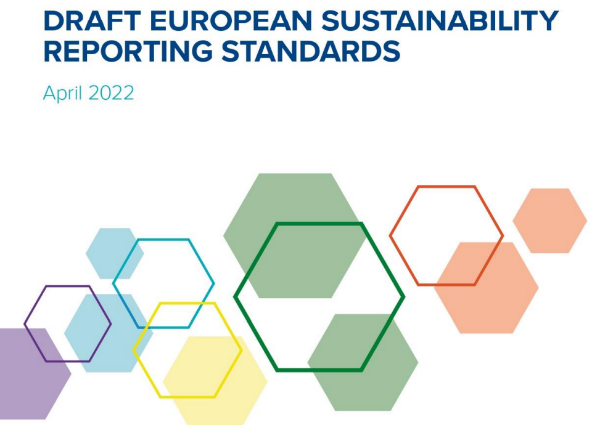 DRAFT EUROPEAN SUSTAINABILITY
REPORTING STANDARDS
April 2022